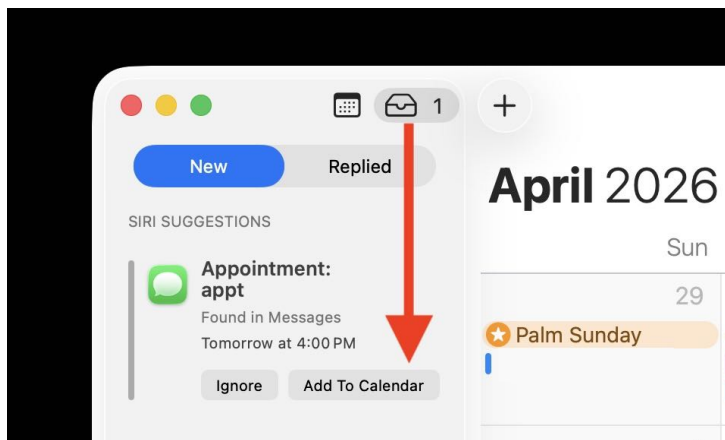 1
New Replied
SIRI SUGGESTIONS
Appointment:
appt
Found in Messages
Tomorrow at 4:00 PM
Ignore Add To Calendar
April 2026
Sun
29
Palm Sunday